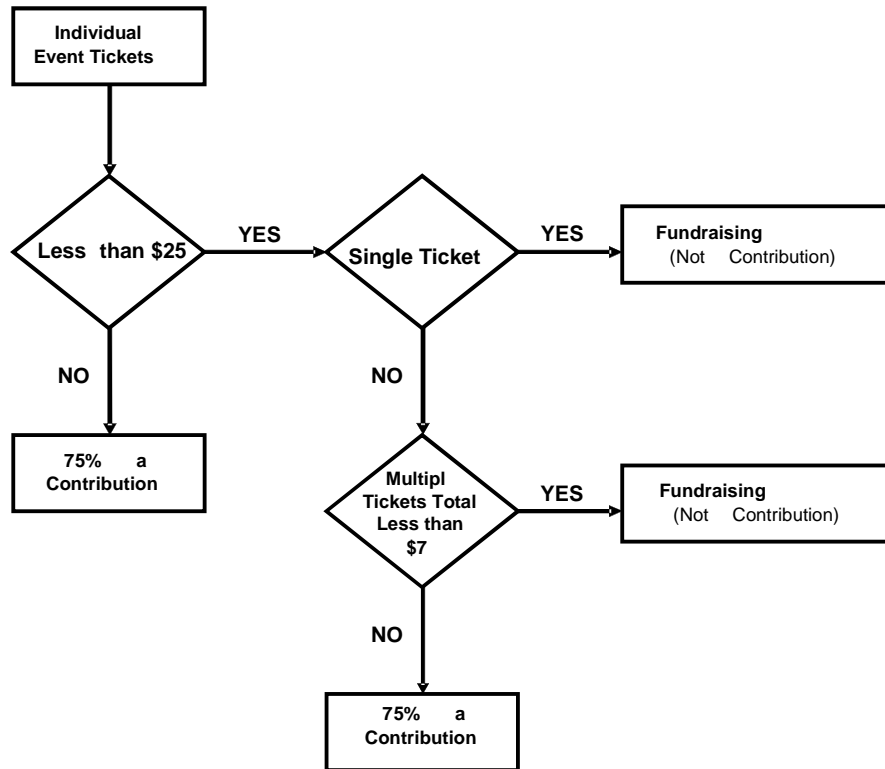 Individual
Event Tickets
Less than $25
YES
Single Ticket
YES
Fundraising
(Not Contribution)
NO
NO
75% a
Contribution
Multipl
Tickets Total
Less than
$7
YES
Fundraising
(Not Contribution)
NO
75% a
Contribution